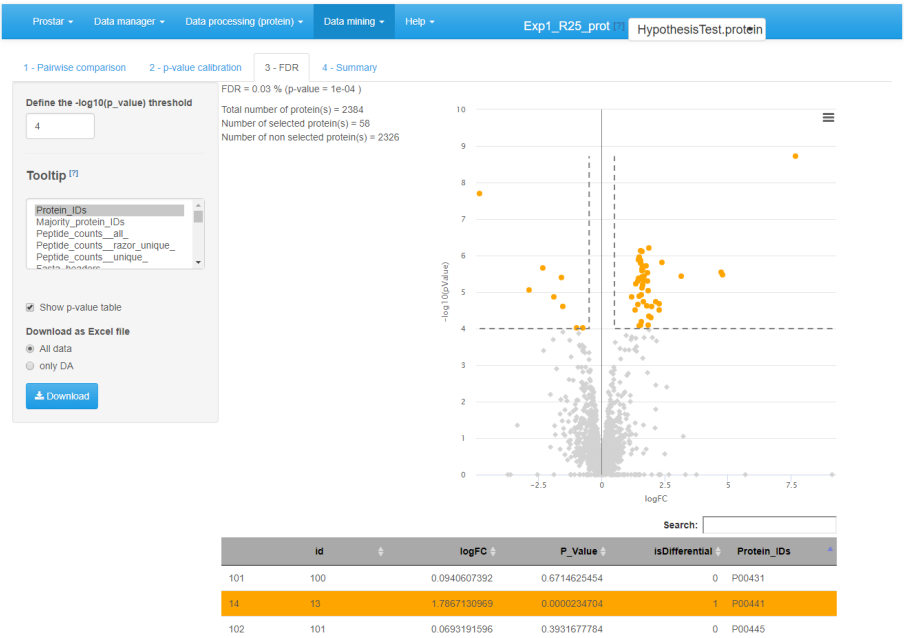 Prostar Data manager Data processing (protein) Data mining Help Exp1_R25_prot [?] HypothesisTest.protein
1 - Pairwise comparison 2 - p-value calibration 3 - FDR 4 - Summary
Define the -log10(p_value) threshold
4
Tooltip [?]
Protein_IDs
Majority_protein_IDs
Peptide_counts__all_
Peptide_counts__razor_unique_
Peptide_counts__unique_
Fasta_headers
Show p-value table
Download as Excel file
All data
only DA
Download
FDR = 0.03 % (p-value = 1e-04 )
Total number of protein(s) = 2384
Number of selected protein(s) = 58
Number of non selected protein(s) = 2326
-log10(pValue)
10
9
8
7
6
5
4
3
2
1
0
-2.5 0 2.5 5 7.5
logFC
Search:
id logFC P_Value isDifferential Protein_IDs
101 100 0.0940607392 0.6714625454 0 P00431
14 13 1.7867130969 0.0000234704 1 P00441
102 101 0.0693191596 0.3931677784 0 P00445